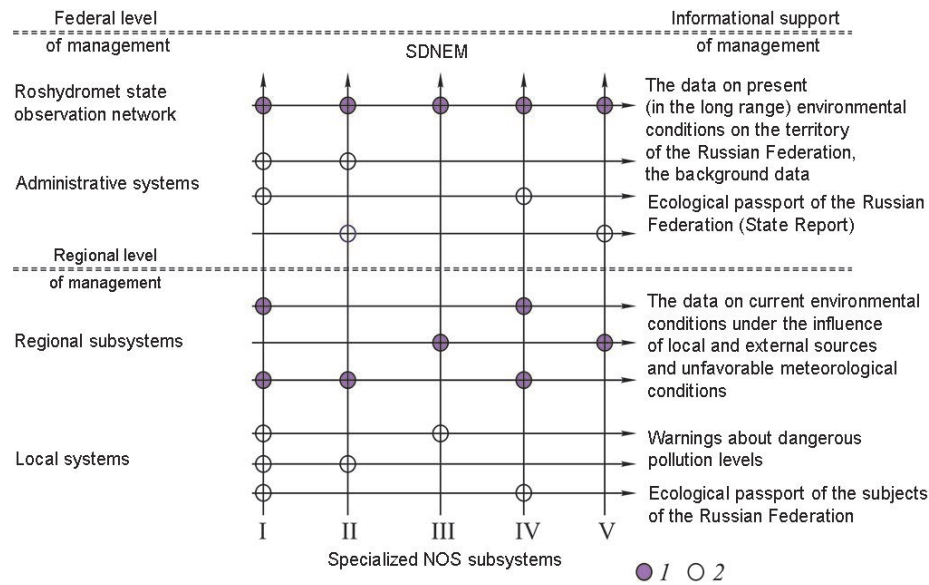 Federal level
of management
Informational support
of management
SDNEM
Roshydromet state
observation network
The data on present
(in the long range) environmental
conditions on the territory
of the Russian Federation,
the background data
Administrative systems
Ecological passport of the Russian
Federation (State Report)
Regional level
of management
Regional subsystems
The data on current environmental
conditions under the influence
of local and external sources
and unfavorable meteorological
conditions
Local systems
Warnings about dangerous
pollution levels
Ecological passport of the subjects
of the Russian Federation
I II III IV V
Specialized NOS subsystems
1 2